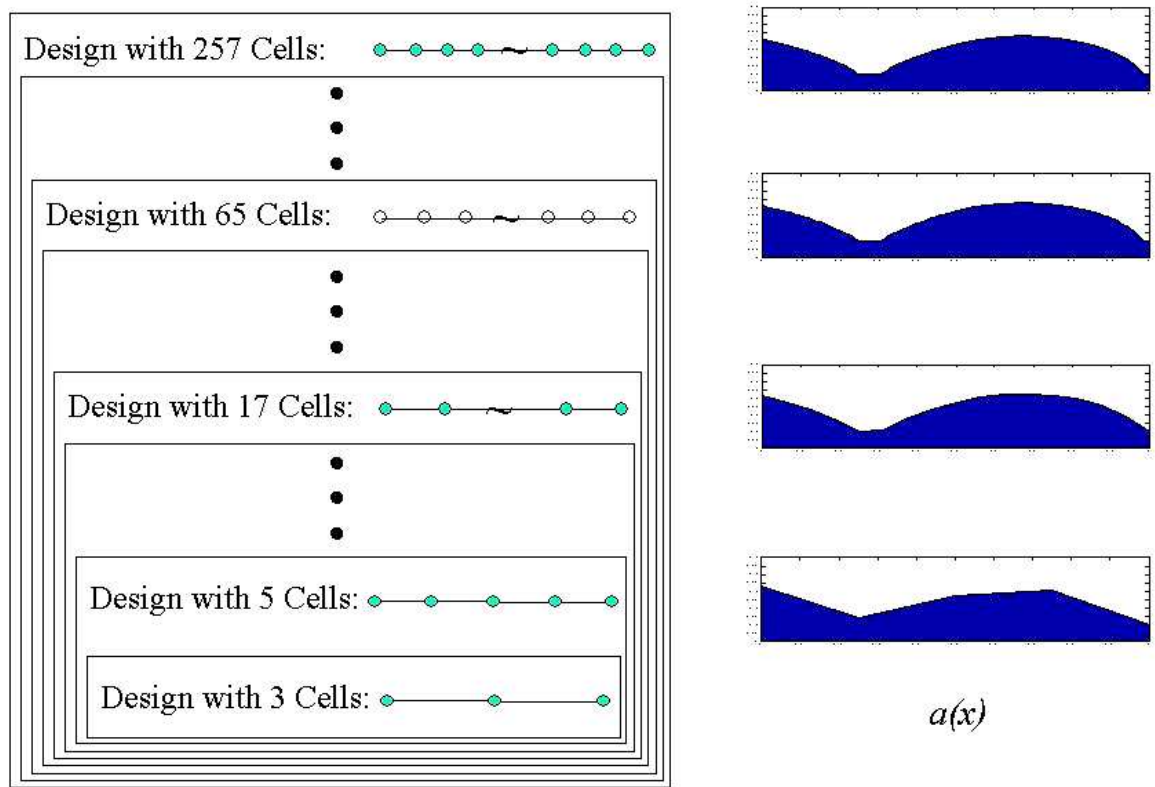 Design with 257 Cells:
Design with 65 Cells:
Design with 17 Cells:
Design with 5 Cells:
Design with 3 Cells:
a(x)